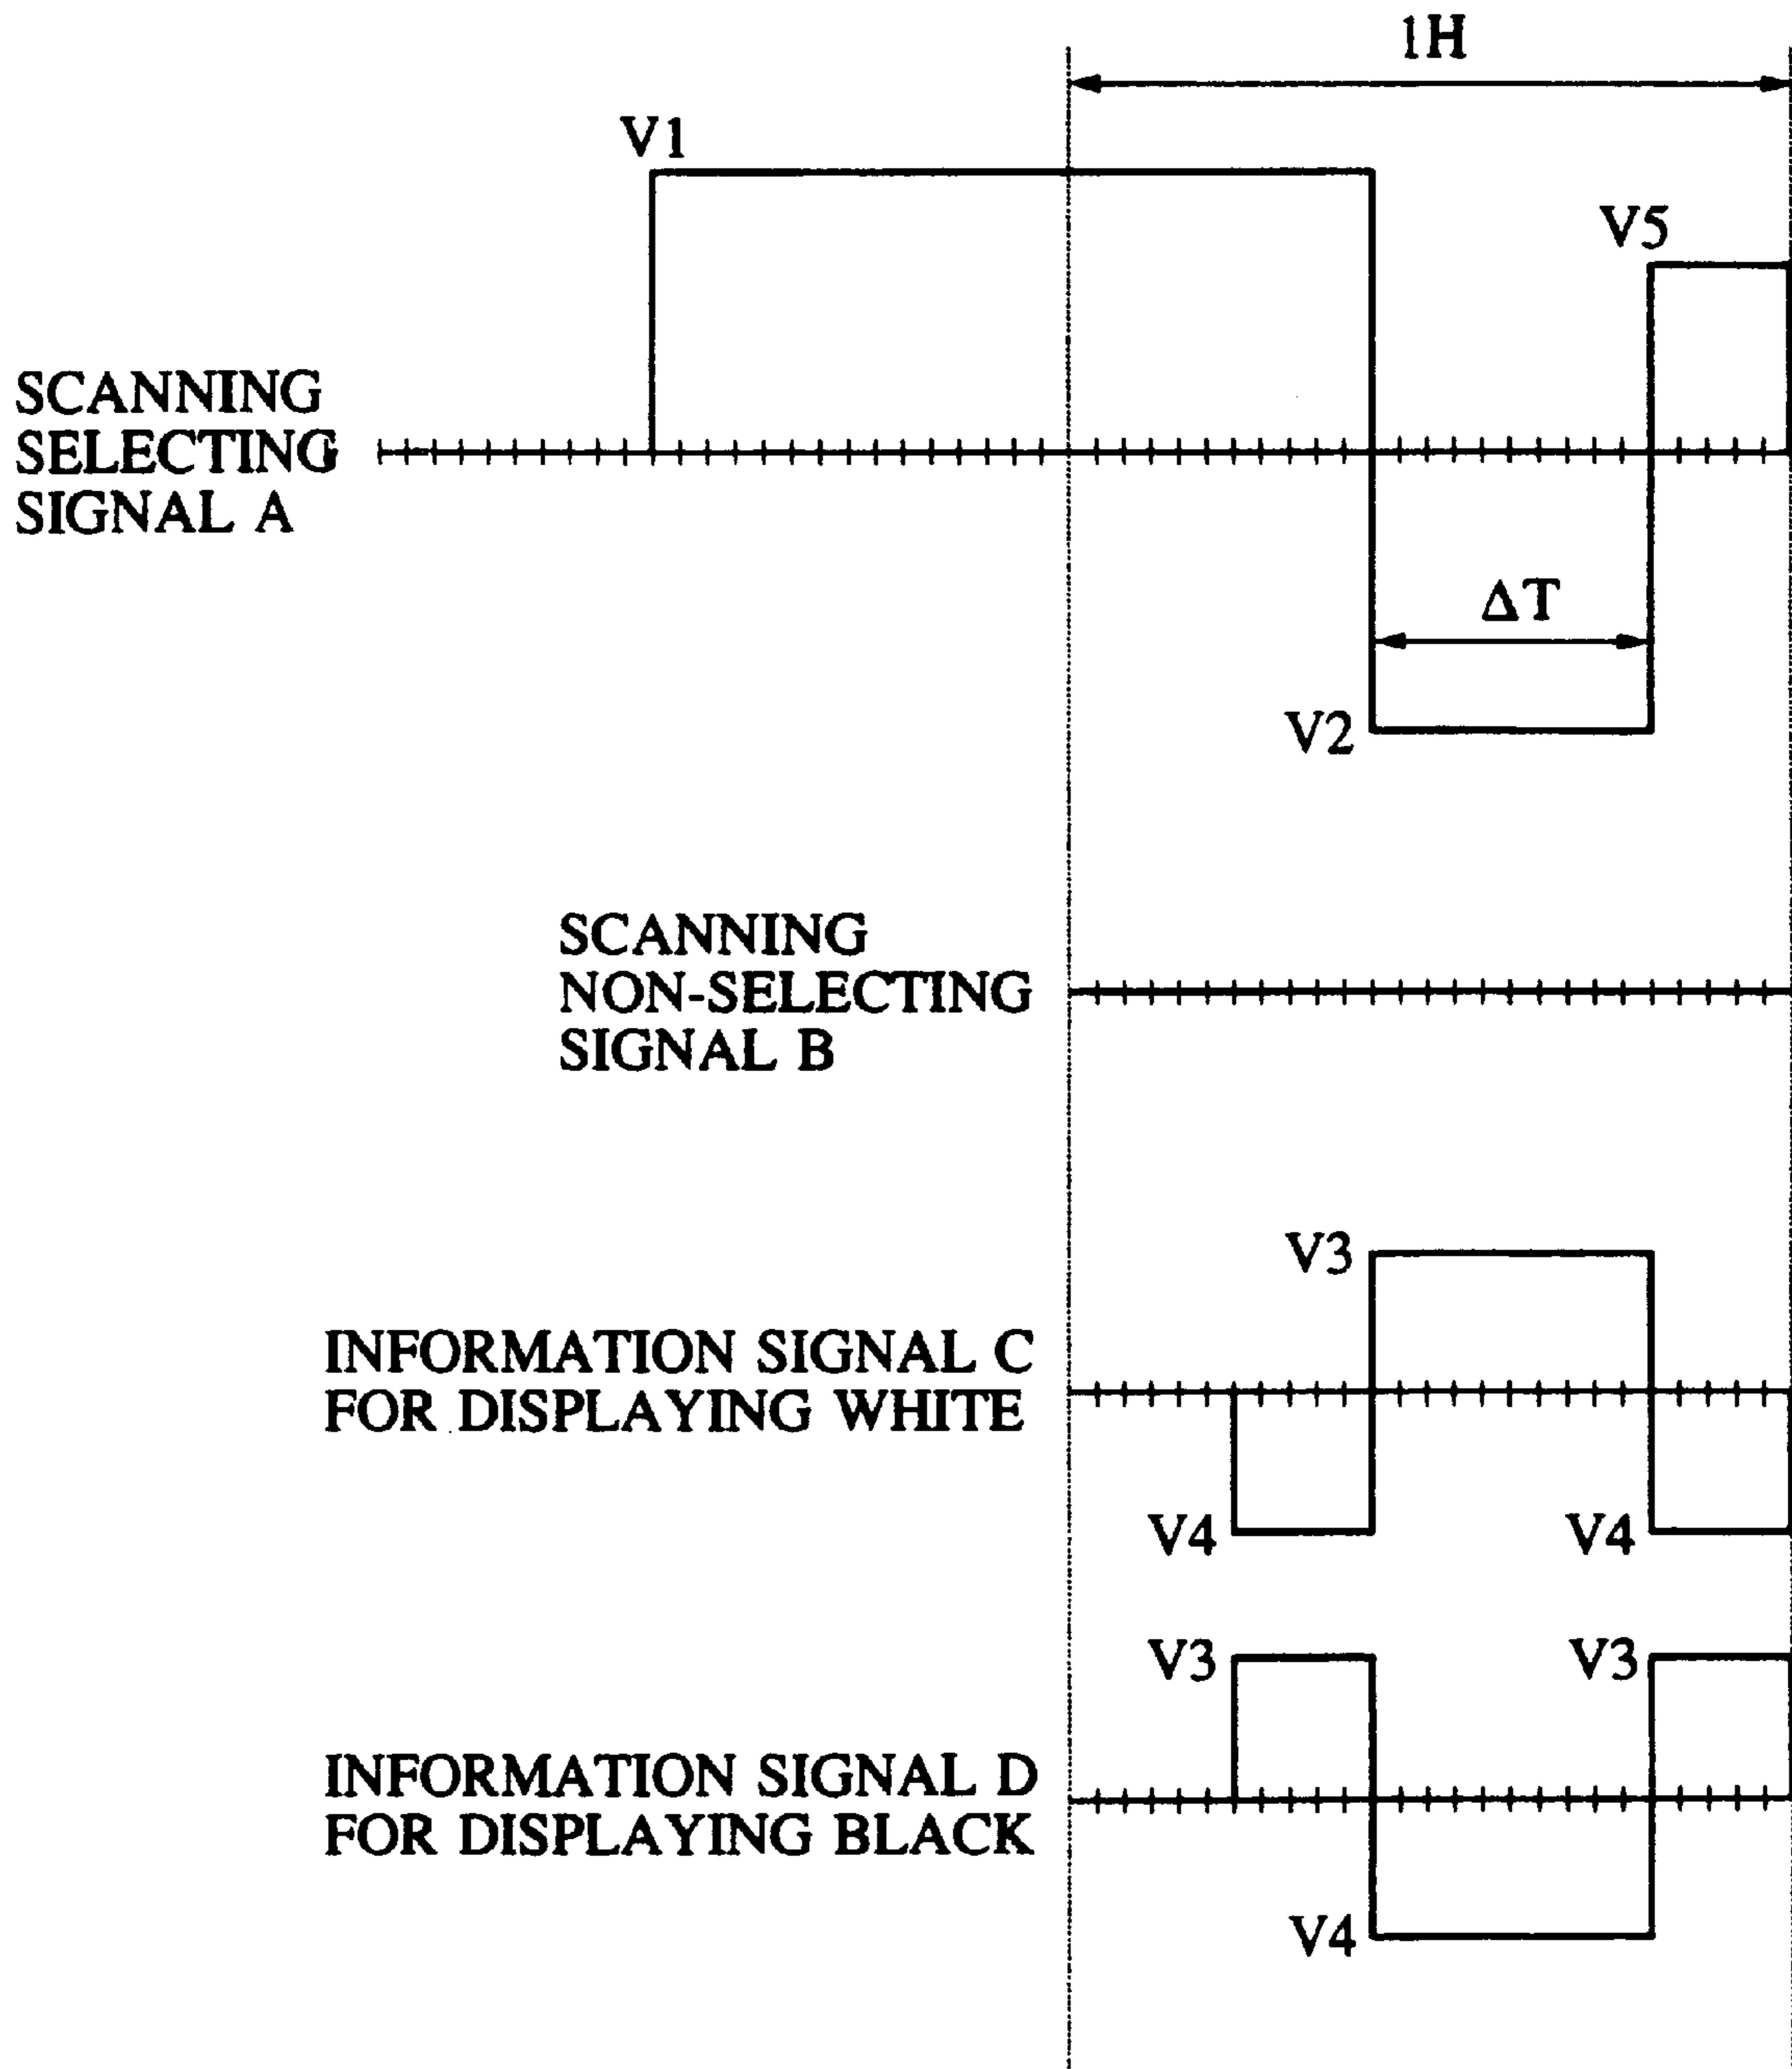 1H
V1
V5
SCANNING
SELECTING
SIGNAL A
ΔT
V2
SCANNING
NON-SELECTING
SIGNAL B
V3
INFORMATION SIGNAL C
FOR DISPLAYING WHITE
V4 V4
V3 V3
INFORMATION SIGNAL D
FOR DISPLAYING BLACK
V4